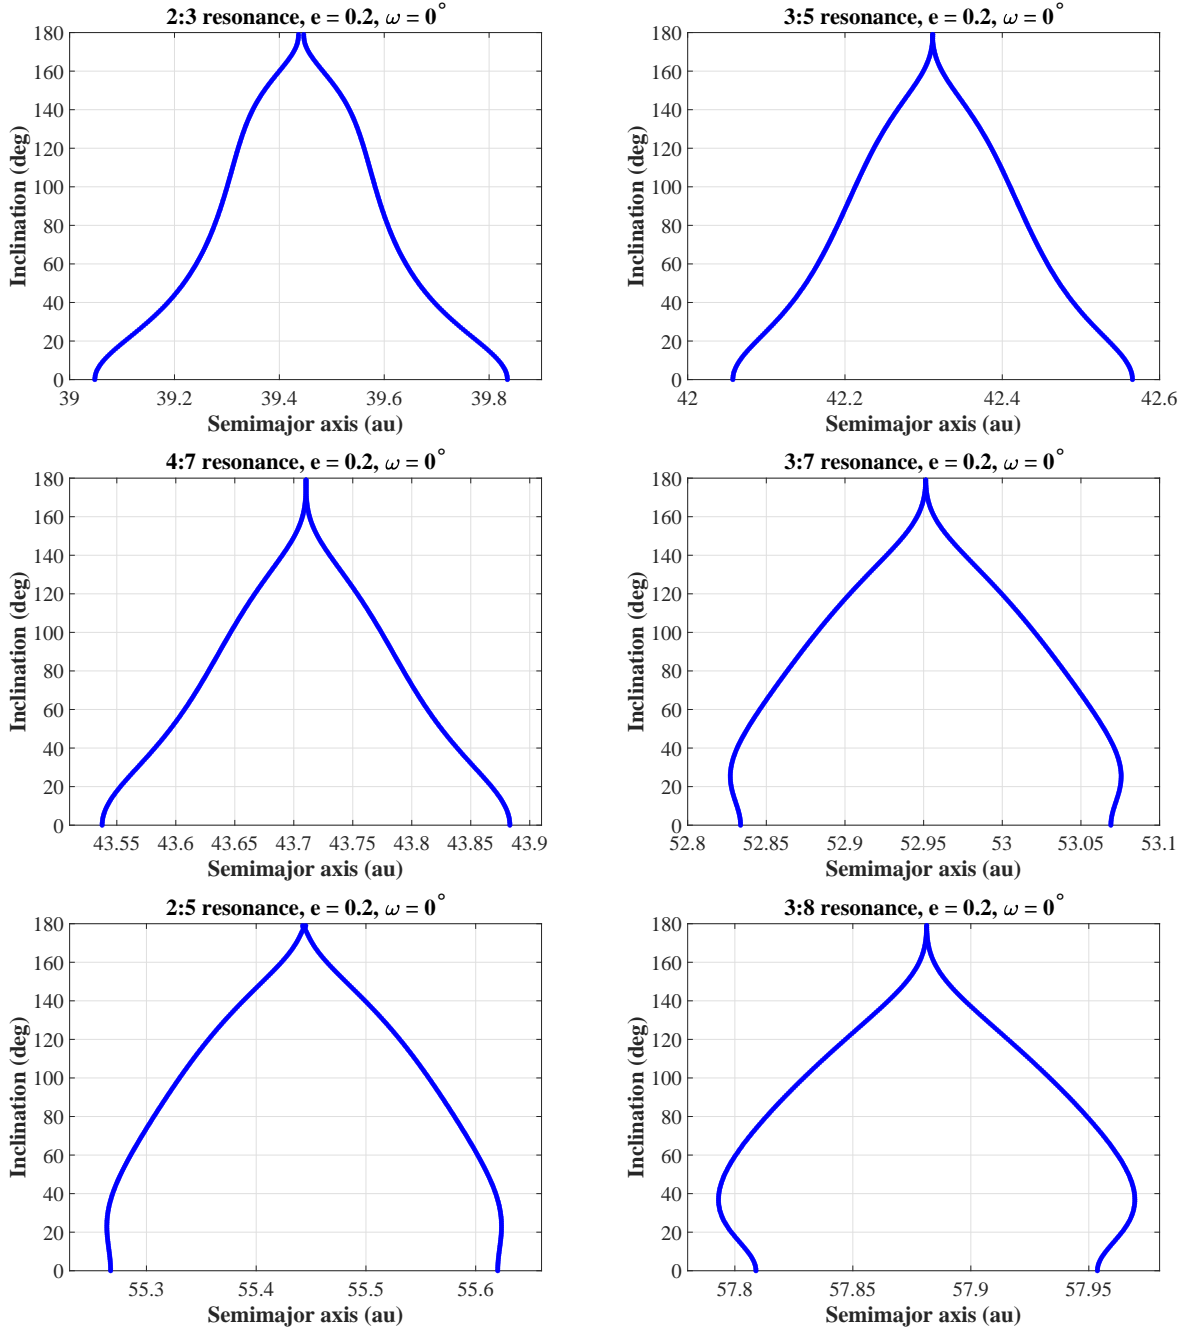 2:3 resonance, e = 0.2, ω = 0°
180
160
140
120
100
80
60
40
20
0
Inclination (deg)
39 39.2 39.4 39.6 39.8
Semimajor axis (au)
3:5 resonance, e = 0.2, ω = 0°
180
160
140
120
100
80
60
40
20
0
Inclination (deg)
42 42.2 42.4 42.6
Semimajor axis (au)
4:7 resonance, e = 0.2, ω = 0°
180
160
140
120
100
80
60
40
20
0
Inclination (deg)
43.55 43.6 43.65 43.7 43.75 43.8 43.85 43.9
Semimajor axis (au)
3:7 resonance, e = 0.2, ω = 0°
180
160
140
120
100
80
60
40
20
0
Inclination (deg)
52.8 52.85 52.9 52.95 53 53.05 53.1
Semimajor axis (au)
2:5 resonance, e = 0.2, ω = 0°
180
160
140
120
100
80
60
40
20
0
Inclination (deg)
55.3 55.4 55.5 55.6
Semimajor axis (au)
3:8 resonance, e = 0.2, ω = 0°
180
160
140
120
100
80
60
40
20
0
Inclination (deg)
57.8 57.85 57.9 57.95
Semimajor axis (au)